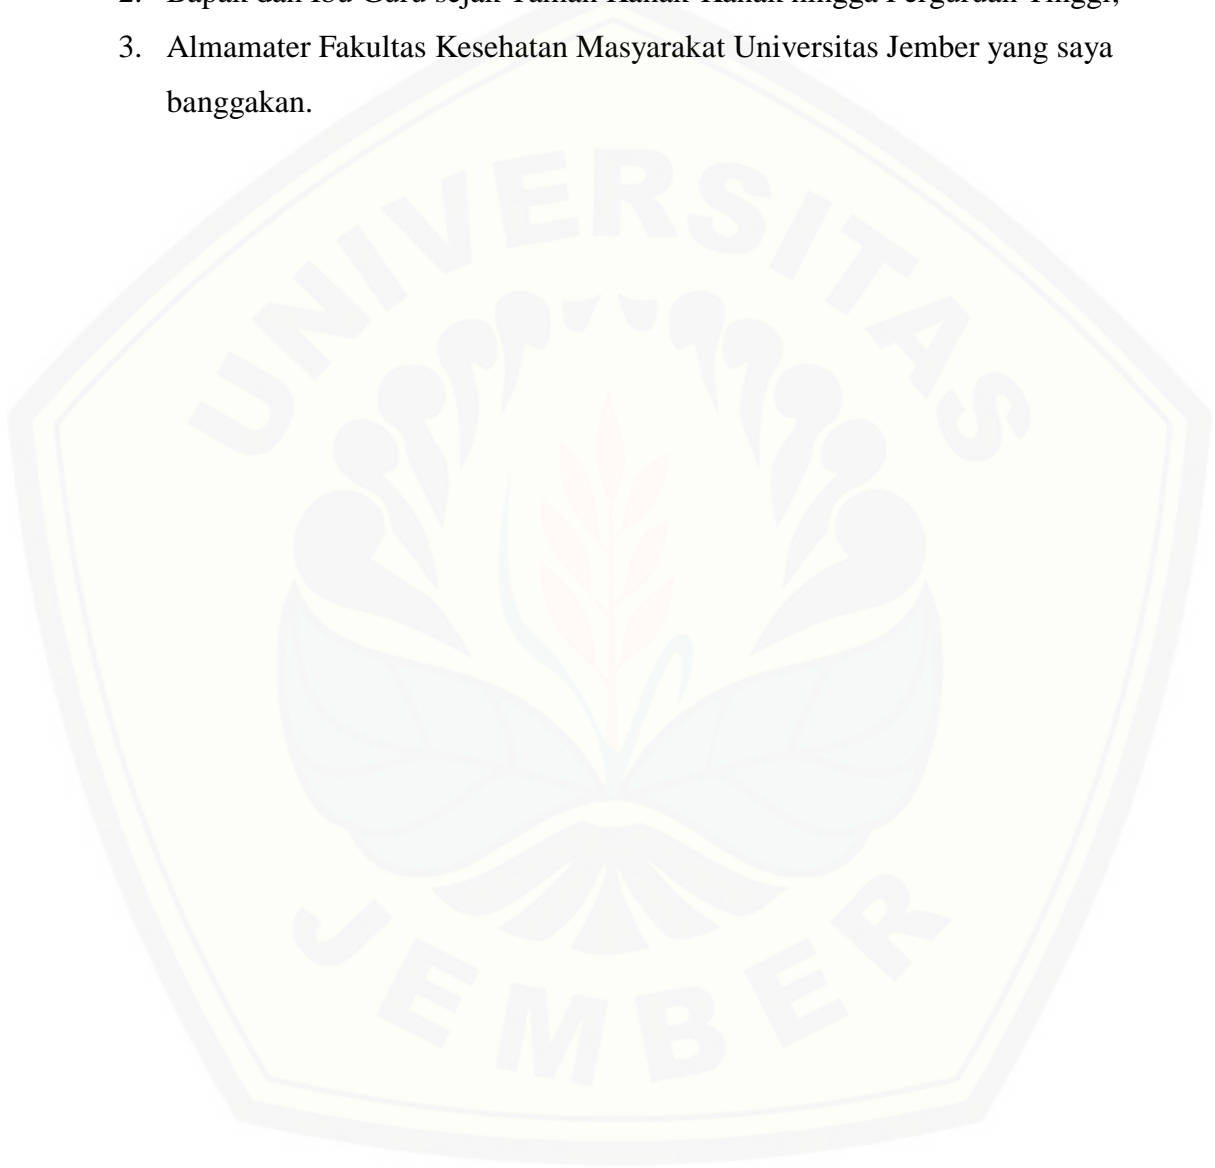 2. Bapak dan Ibu Guru sejak Taman Kanak-Kanak hingga Perguruan Tinggi;
3. Almamater Fakultas Kesehatan Masyarakat Universitas Jember yang saya
banggakan.
UNIVERSITAS
JEMBER